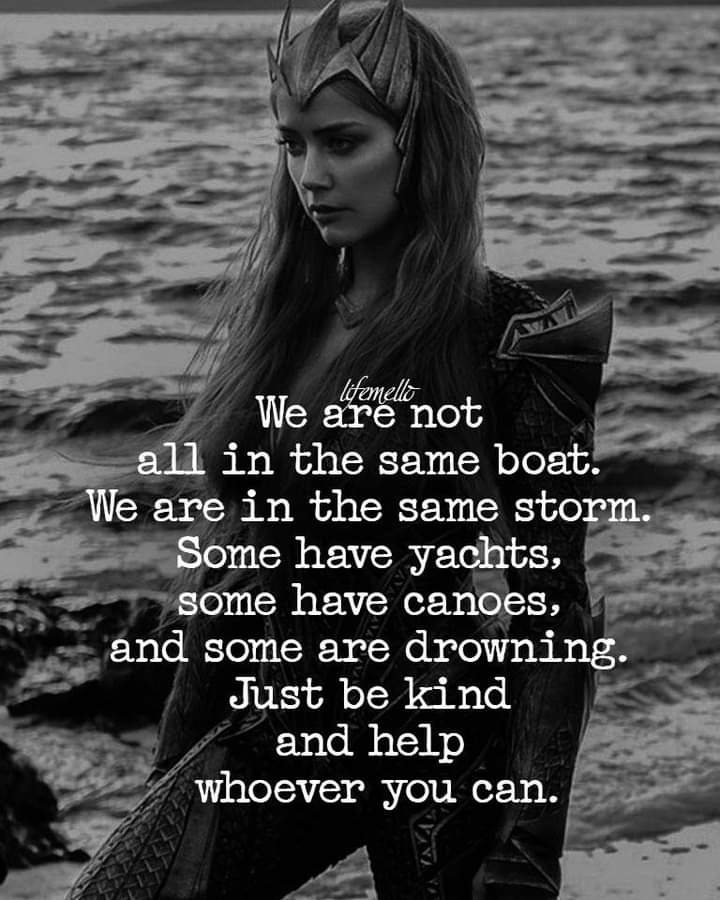 lifemello
We are not
all in the same boat.
We are in the same storm.
Some have yachts,
some have canoes,
and some are drowning.
Just be kind
and help
whoever you can.